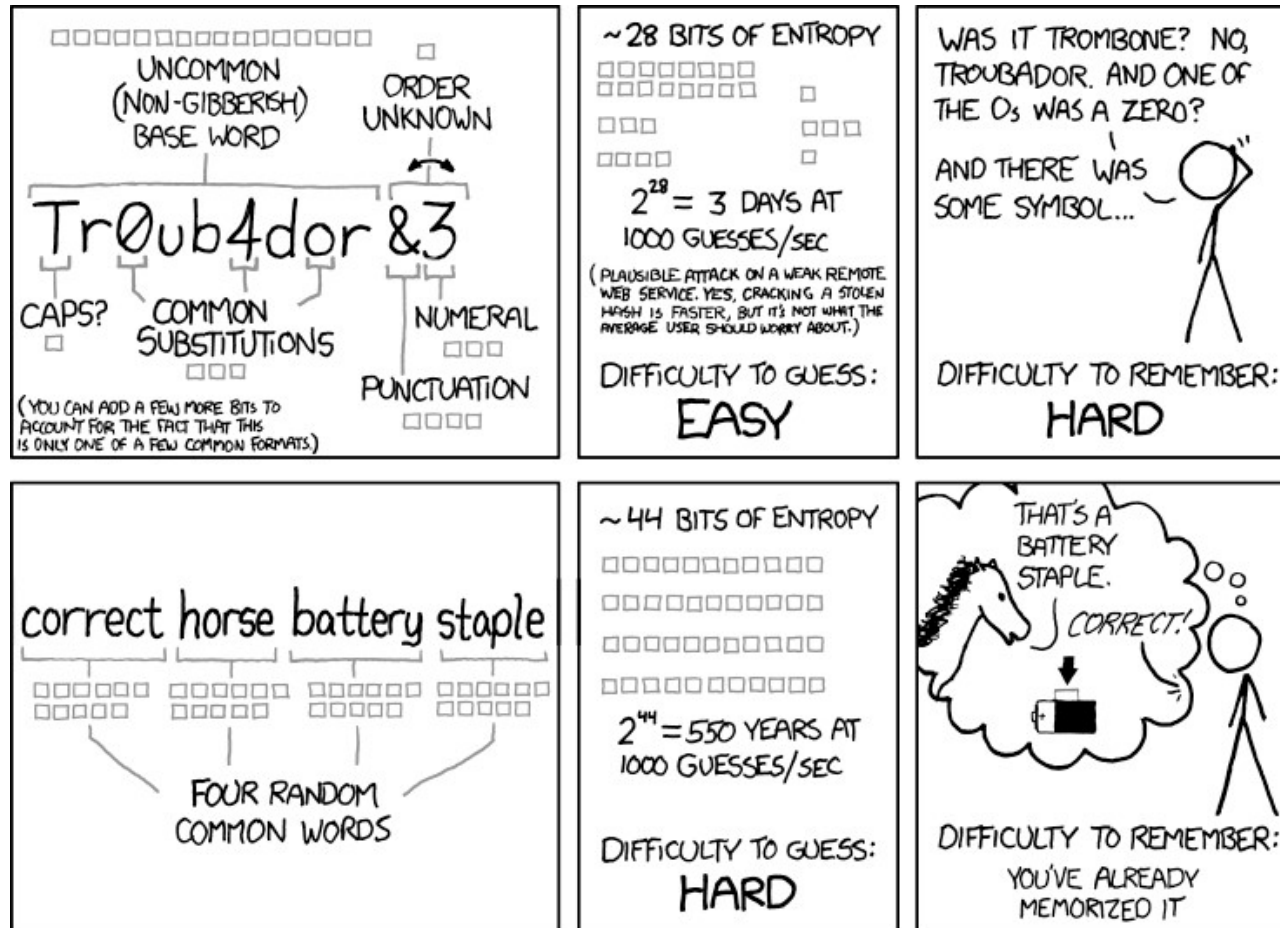 UNCOMMON
(NON-GIBBERISH)
BASE WORD
ORDER
UNKNOWN
Tr0ub4dor &3
CAPS?
COMMON
SUBSTITUTIONS
NUMERAL
PUNCTUATION
(YOU CAN ADD A FEW MORE BITS TO
ACCOUNT FOR THE FACT THAT THIS
IS ONLY ONE OF A FEW COMMON FORMATS.)
~28 BITS OF ENTROPY
2^28 = 3 DAYS AT
1000 GUESSES/SEC
(PLAUSIBLE ATTACK ON A WEAK REMOTE
WEB SERVICE. YES, CRACKING A STOLEN
HASH IS FASTER, BUT IT'S NOT WHAT THE
AVERAGE USER SHOULD WORRY ABOUT.)
DIFFICULTY TO GUESS:
EASY
WAS IT TROMBONE? NO,
TROUBADOR. AND ONE OF
THE Os WAS A ZERO?
AND THERE WAS
SOME SYMBOL...
DIFFICULTY TO REMEMBER:
HARD
correct horse battery staple
FOUR RANDOM
COMMON WORDS
~44 BITS OF ENTROPY
2^44 = 550 YEARS AT
1000 GUESSES/SEC
DIFFICULTY TO GUESS:
HARD
THAT'S A
BATTERY
STAPLE.
CORRECT!
DIFFICULTY TO REMEMBER:
YOU'VE ALREADY
MEMORIZED IT